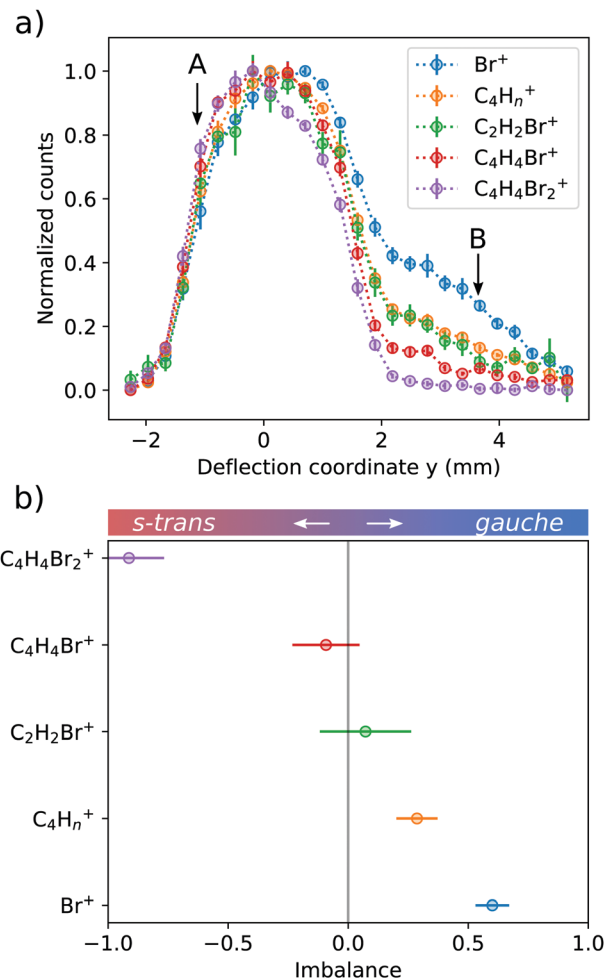 a)
A
B
Br⁺
C₄Hₙ⁺
C₂H₂Br⁺
C₄H₄Br⁺
C₄H₄Br₂⁺
Normalized counts
1.0
0.8
0.6
0.4
0.2
0.0
−2 0 2 4
Deflection coordinate y (mm)
b)
s-trans gauche
C₄H₄Br₂⁺
C₄H₄Br⁺
C₂H₂Br⁺
C₄Hₙ⁺
Br⁺
−1.0 −0.5 0.0 0.5 1.0
Imbalance